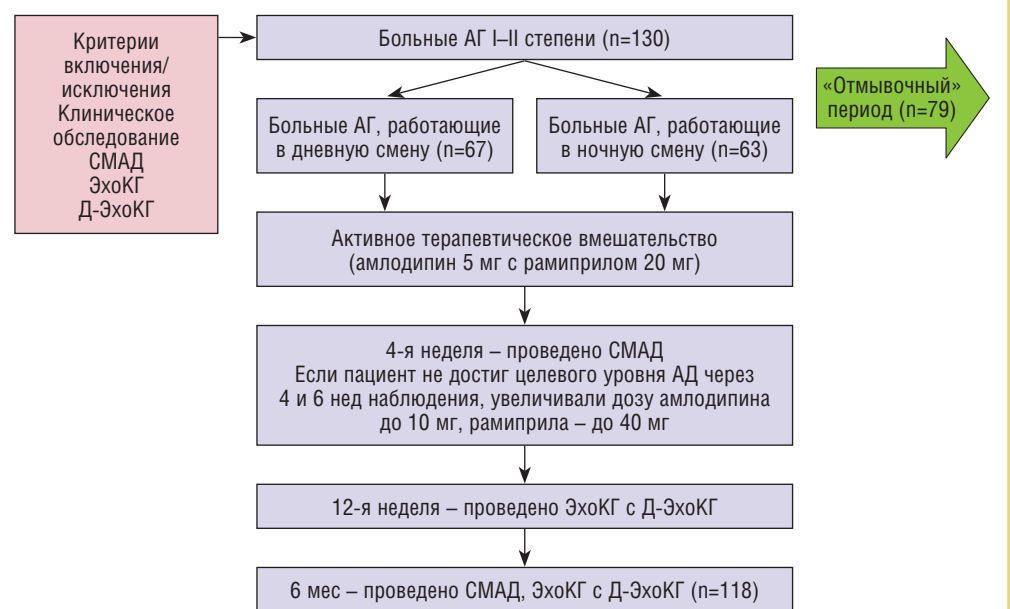 Критерии
включения/
исключения
Клиническое
обследование
СМАД
ЭхоКГ
Д-ЭхоКГ
Больные АГ I–II степени (n=130)
«Отмывочный»
период (n=79)
Больные АГ, работающие
в дневную смену (n=67)
Больные АГ, работающие
в ночную смену (n=63)
Активное терапевтическое вмешательство
(амлодипин 5 мг с рамиприлом 20 мг)
4-я неделя – проведено СМАД
Если пациент не достиг целевого уровня АД через
4 и 6 нед наблюдения, увеличивали дозу амлодипина
до 10 мг, рамиприла – до 40 мг
12-я неделя – проведено ЭхоКГ с Д-ЭхоКГ
6 мес – проведено СМАД, ЭхоКГ с Д-ЭхоКГ (n=118)